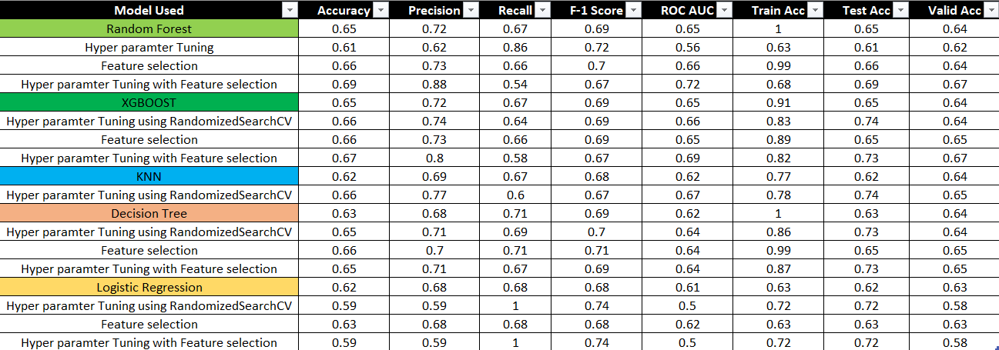 Model Used Accuracy Precision Recall F-1 Score ROC AUC Train Acc Test Acc Valid Acc
Random Forest 0.65 0.72 0.67 0.69 0.65 1 0.65 0.64
Hyper paramter Tuning 0.61 0.62 0.86 0.72 0.56 0.63 0.61 0.62
Feature selection 0.66 0.73 0.66 0.7 0.66 0.99 0.66 0.64
Hyper paramter Tuning with Feature selection 0.69 0.88 0.54 0.67 0.72 0.68 0.69 0.67
XGBOOST 0.65 0.72 0.67 0.69 0.65 0.91 0.65 0.64
Hyper paramter Tuning using RandomizedSearchCV 0.66 0.74 0.64 0.69 0.66 0.83 0.74 0.64
Feature selection 0.66 0.73 0.66 0.69 0.65 0.89 0.65 0.65
Hyper paramter Tuning with Feature selection 0.67 0.8 0.58 0.67 0.69 0.82 0.73 0.67
KNN 0.62 0.69 0.67 0.68 0.62 0.77 0.62 0.64
Hyper paramter Tuning using RandomizedSearchCV 0.66 0.77 0.6 0.67 0.67 0.78 0.74 0.65
Decision Tree 0.63 0.68 0.71 0.69 0.62 1 0.63 0.64
Hyper paramter Tuning using RandomizedSearchCV 0.65 0.71 0.69 0.7 0.64 0.86 0.73 0.64
Feature selection 0.66 0.7 0.71 0.71 0.64 0.99 0.65 0.65
Hyper paramter Tuning with Feature selection 0.65 0.71 0.67 0.69 0.64 0.87 0.73 0.65
Logistic Regression 0.62 0.68 0.68 0.68 0.61 0.63 0.62 0.63
Hyper paramter Tuning using RandomizedSearchCV 0.59 0.59 1 0.74 0.5 0.72 0.72 0.58
Feature selection 0.63 0.68 0.68 0.68 0.62 0.63 0.63 0.63
Hyper paramter Tuning with Feature selection 0.59 0.59 1 0.74 0.5 0.72 0.72 0.58